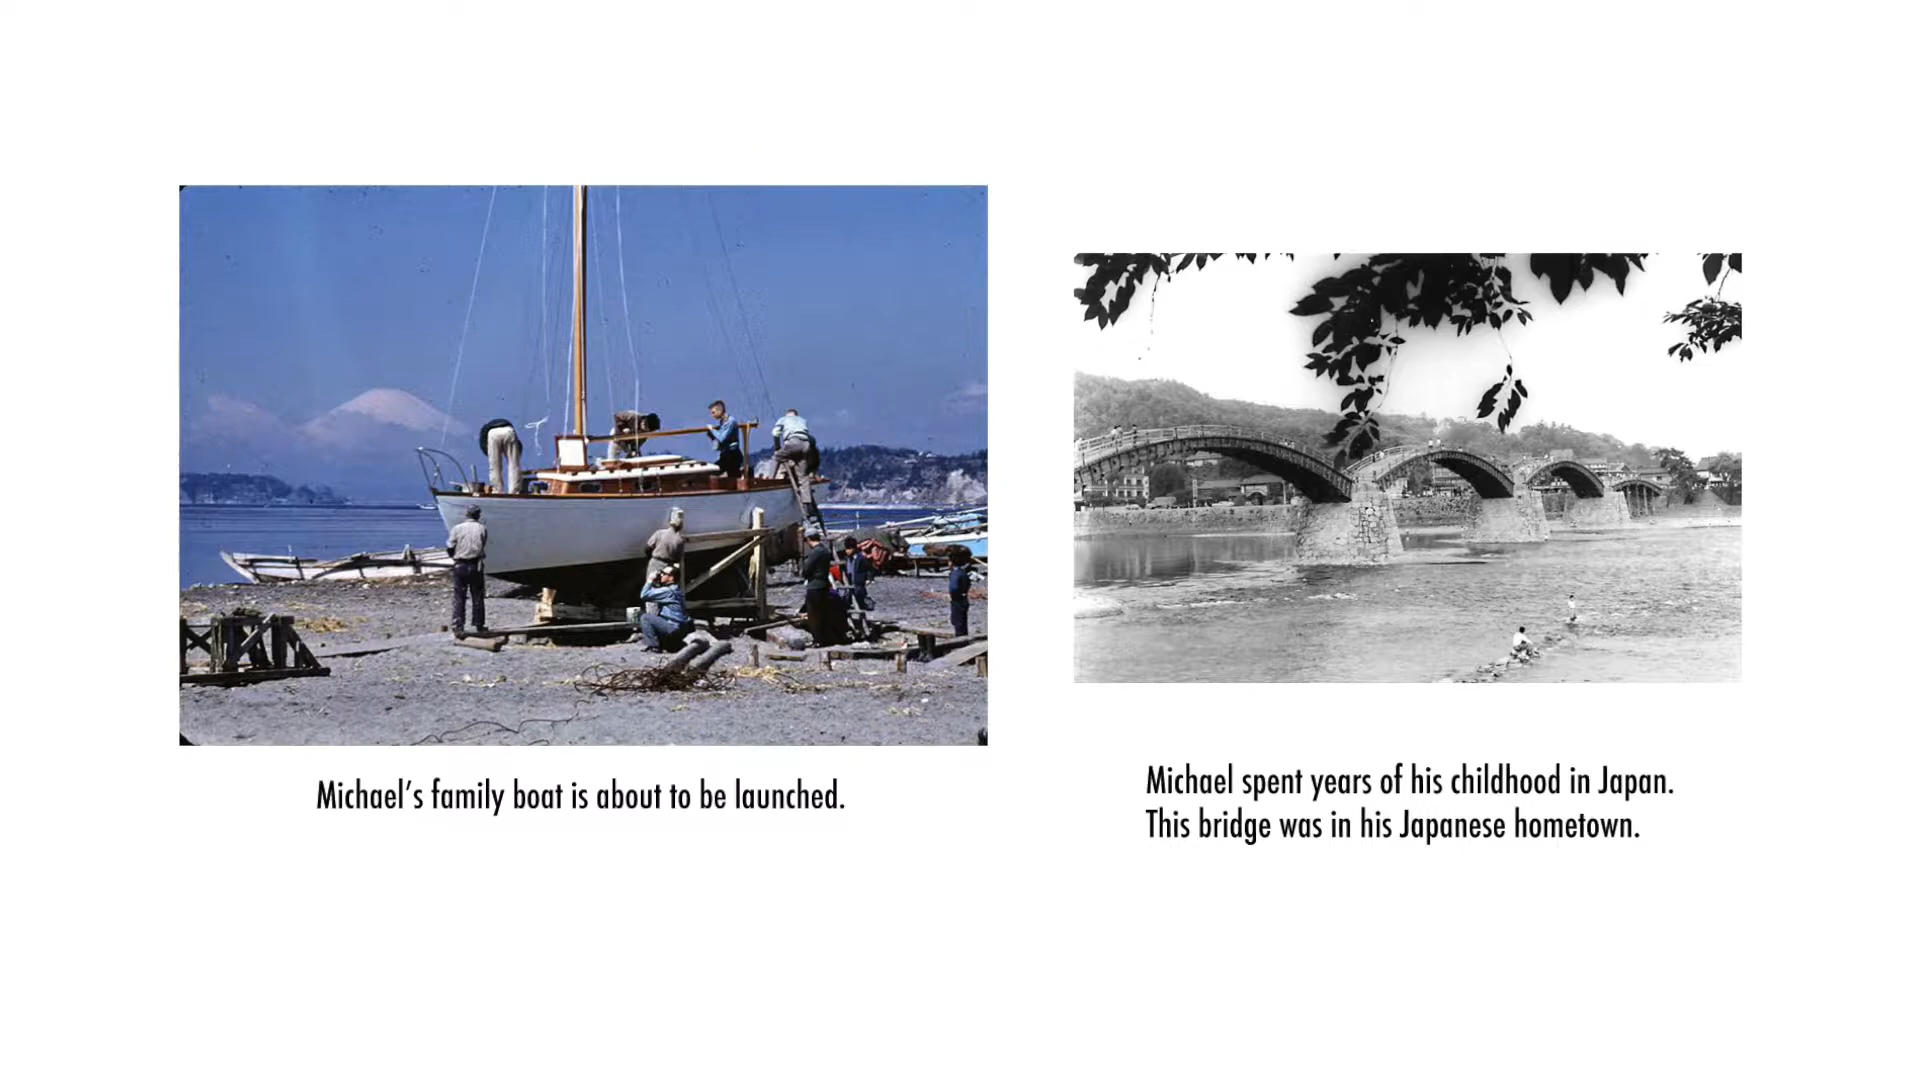 Michael’s family boat is about to be launched.
Michael spent years of his childhood in Japan.
This bridge was in his Japanese hometown.